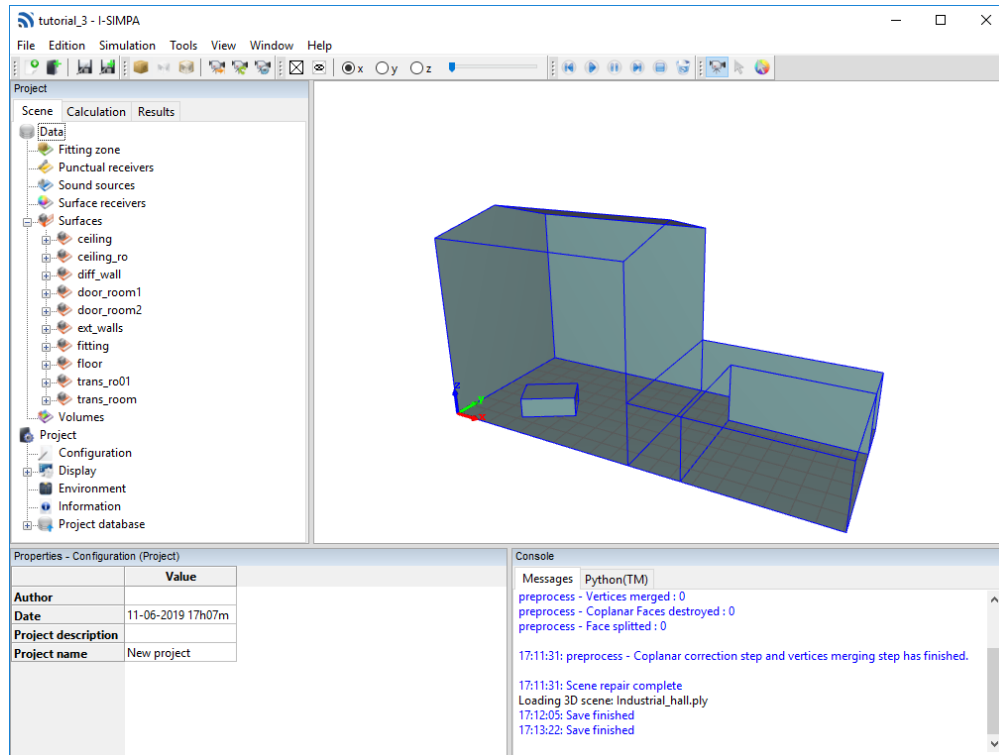 tutorial_3 - I-SIMPA
File Edition Simulation Tools View Window Help
x y z
Project
Scene Calculation Results
Data
Fitting zone
Punctual receivers
Sound sources
Surface receivers
Surfaces
ceiling
ceiling_ro
diff_wall
door_room1
door_room2
ext_walls
fitting
floor
trans_ro01
trans_room
Volumes
Project
Configuration
Display
Environment
Information
Project database
z
y
x
Properties - Configuration (Project)
Value
Author
Date 11-06-2019 17h07m
Project description
Project name New project
Console
Messages Python(TM)
preprocess - Vertices merged : 0
preprocess - Coplanar Faces destroyed : 0
preprocess - Face splitted : 0
17:11:31: preprocess - Coplanar correction step and vertices merging step has finished.
17:11:31: Scene repair complete
Loading 3D scene: Industrial_hall.ply
17:12:05: Save finished
17:13:22: Save finished